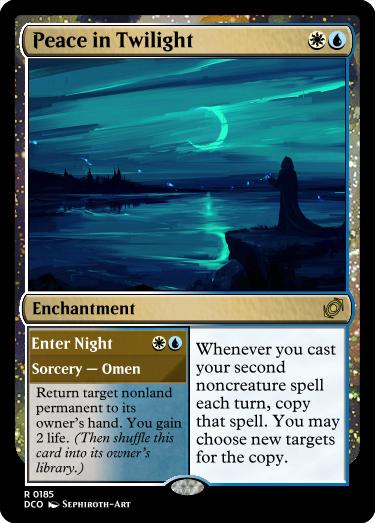 Peace in Twilight
Enchantment
Enter Night
Sorcery — Omen
Return target nonland
permanent to its
owner's hand. You gain
2 life. (Then shuffle this
card into its owner's
library.)
Whenever you cast
your second
noncreature spell
each turn, copy
that spell. You may
choose new targets
for the copy.
R 0185
DCO Sephiroth-Art